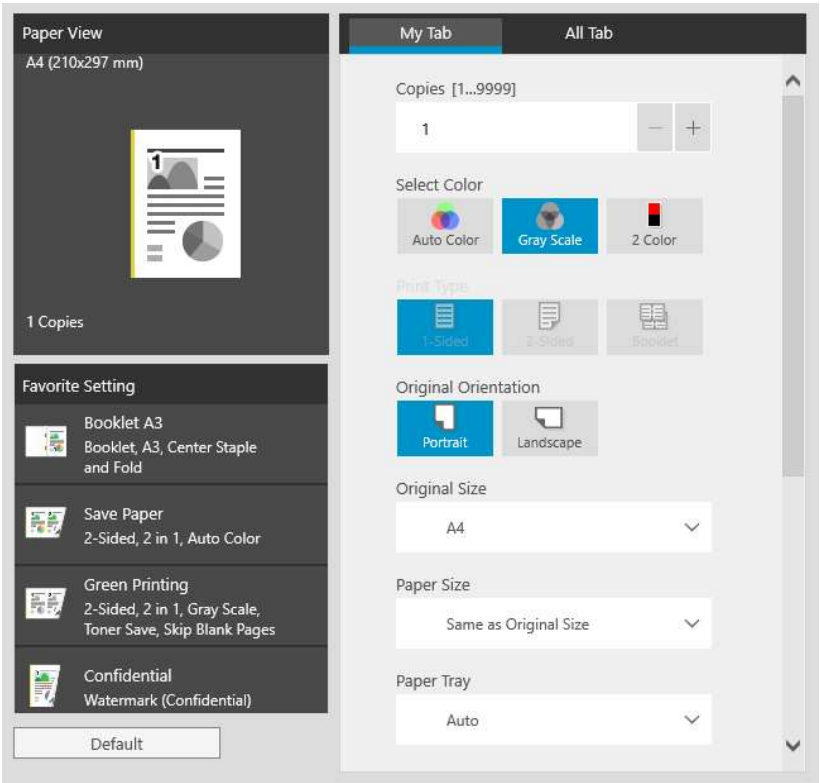 Paper View
A4 (210x297 mm)
1
1 Copies
Favorite Setting
Booklet A3
Booklet, A3, Center Staple
and Fold
Save Paper
2-Sided, 2 in 1, Auto Color
Green Printing
2-Sided, 2 in 1, Gray Scale,
Toner Save, Skip Blank Pages
Confidential
Watermark (Confidential)
Default
My Tab All Tab
Copies [1...9999]
1
Select Color
Auto Color Gray Scale 2 Color
Print Type
1-Sided 2-Sided Booklet
Original Orientation
Portrait Landscape
Original Size
A4
Paper Size
Same as Original Size
Paper Tray
Auto